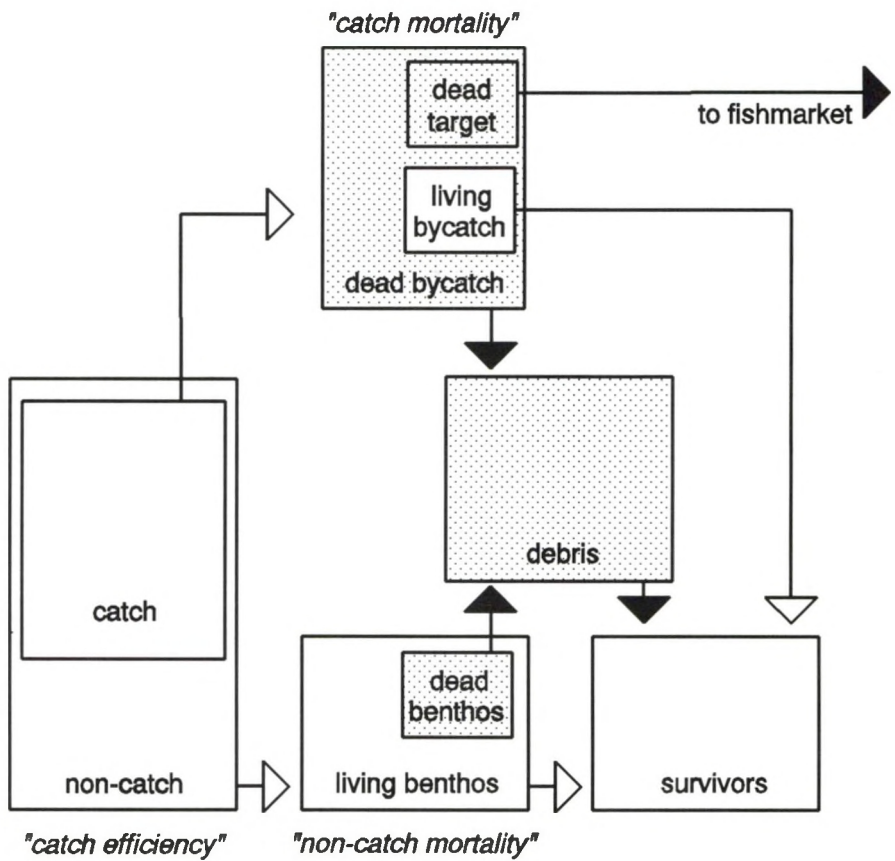 "catch mortality"
dead
target
to fishmarket
living
bycatch
dead bycatch
debris
catch
dead
benthos
non-catch
living benthos
survivors
"catch efficiency"
"non-catch mortality"